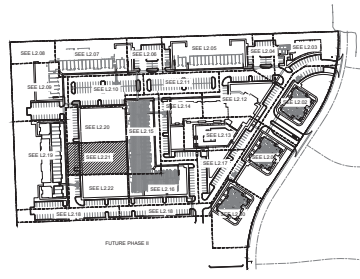 SEE L2.08
SEE L2.07
SEE L2.06
SEE L2.05
SEE L2.04
SEE L2.03
SEE L2.09
SEE L2.10
SEE L2.11
SEE L2.12
SEE L2.02
SEE L2.14
SEE L2.20
SEE L2.15
SEE L2.13
SEE L2.19
SEE L2.21
SEE L2.17
SEE L2.22
SEE L2.16
SEE L2.18
SEE L2.18
FUTURE PHASE II